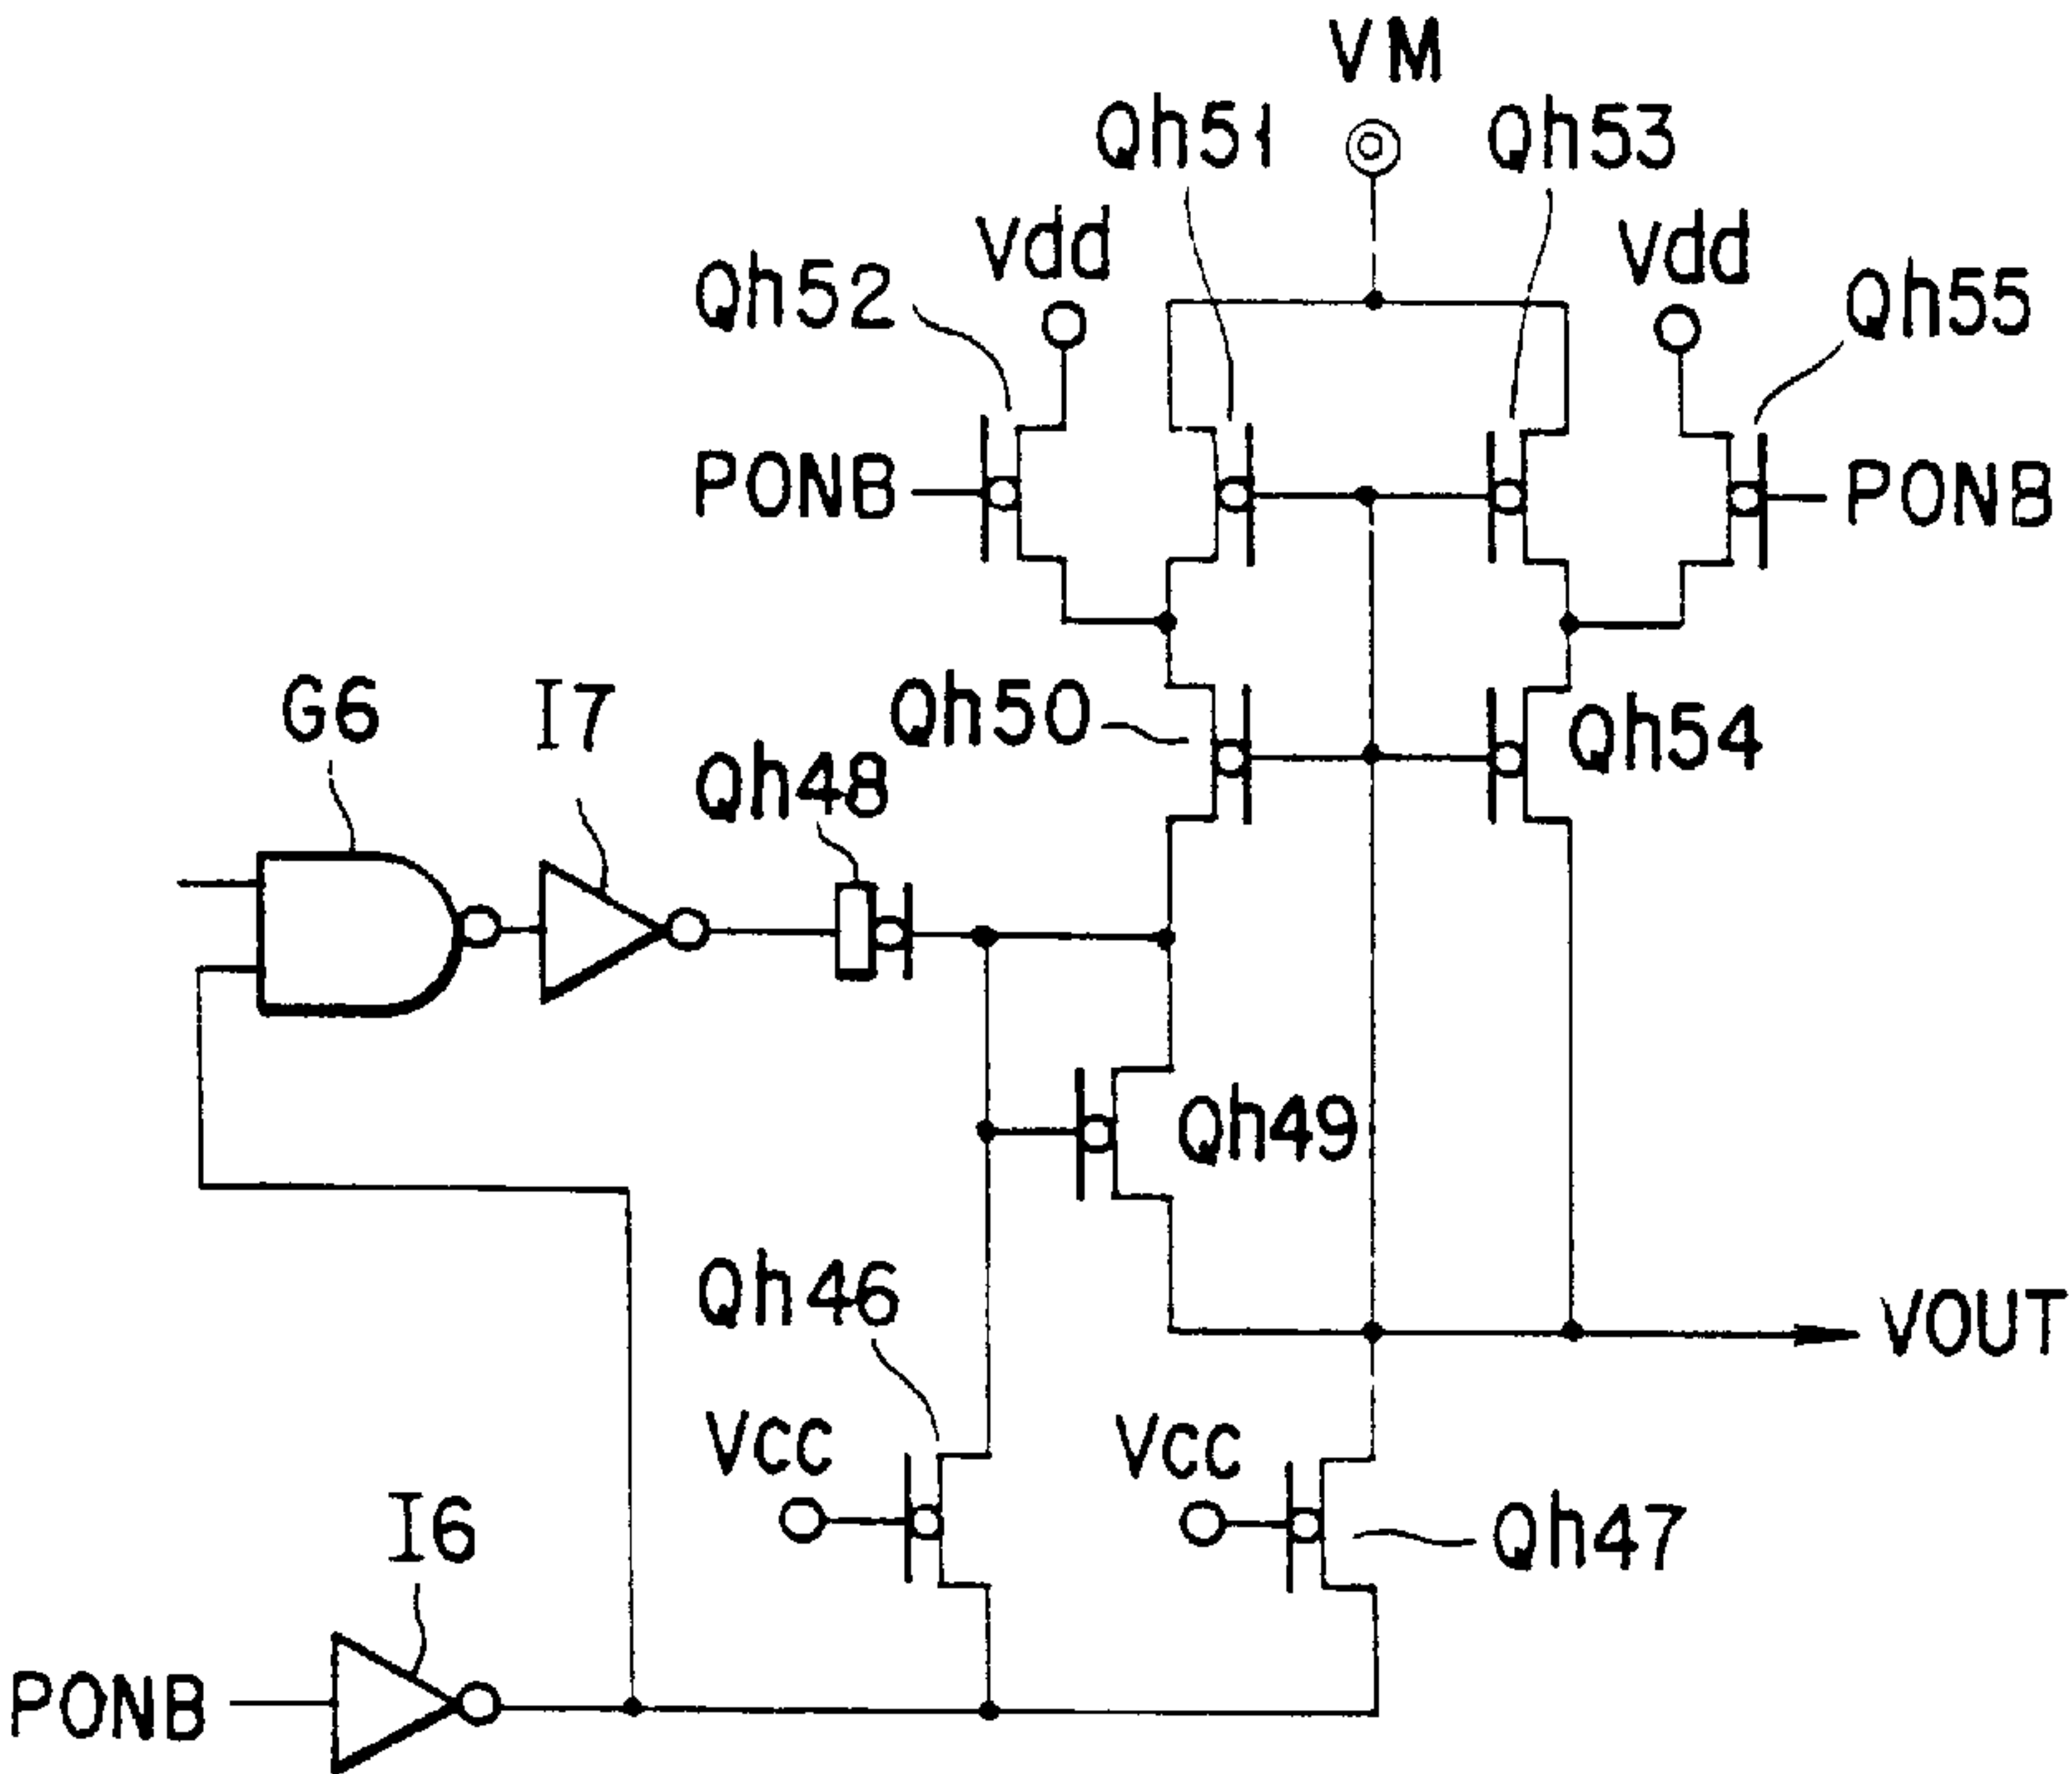 VM
Qh51
Qh53
Vdd
Vdd
Qh52
Qh55
PONB
PONB
G6
I7
Qh50
Qh54
Qh48
Qh49
Qh46
VOUT
Vcc
Vcc
I6
Qh47
PONB